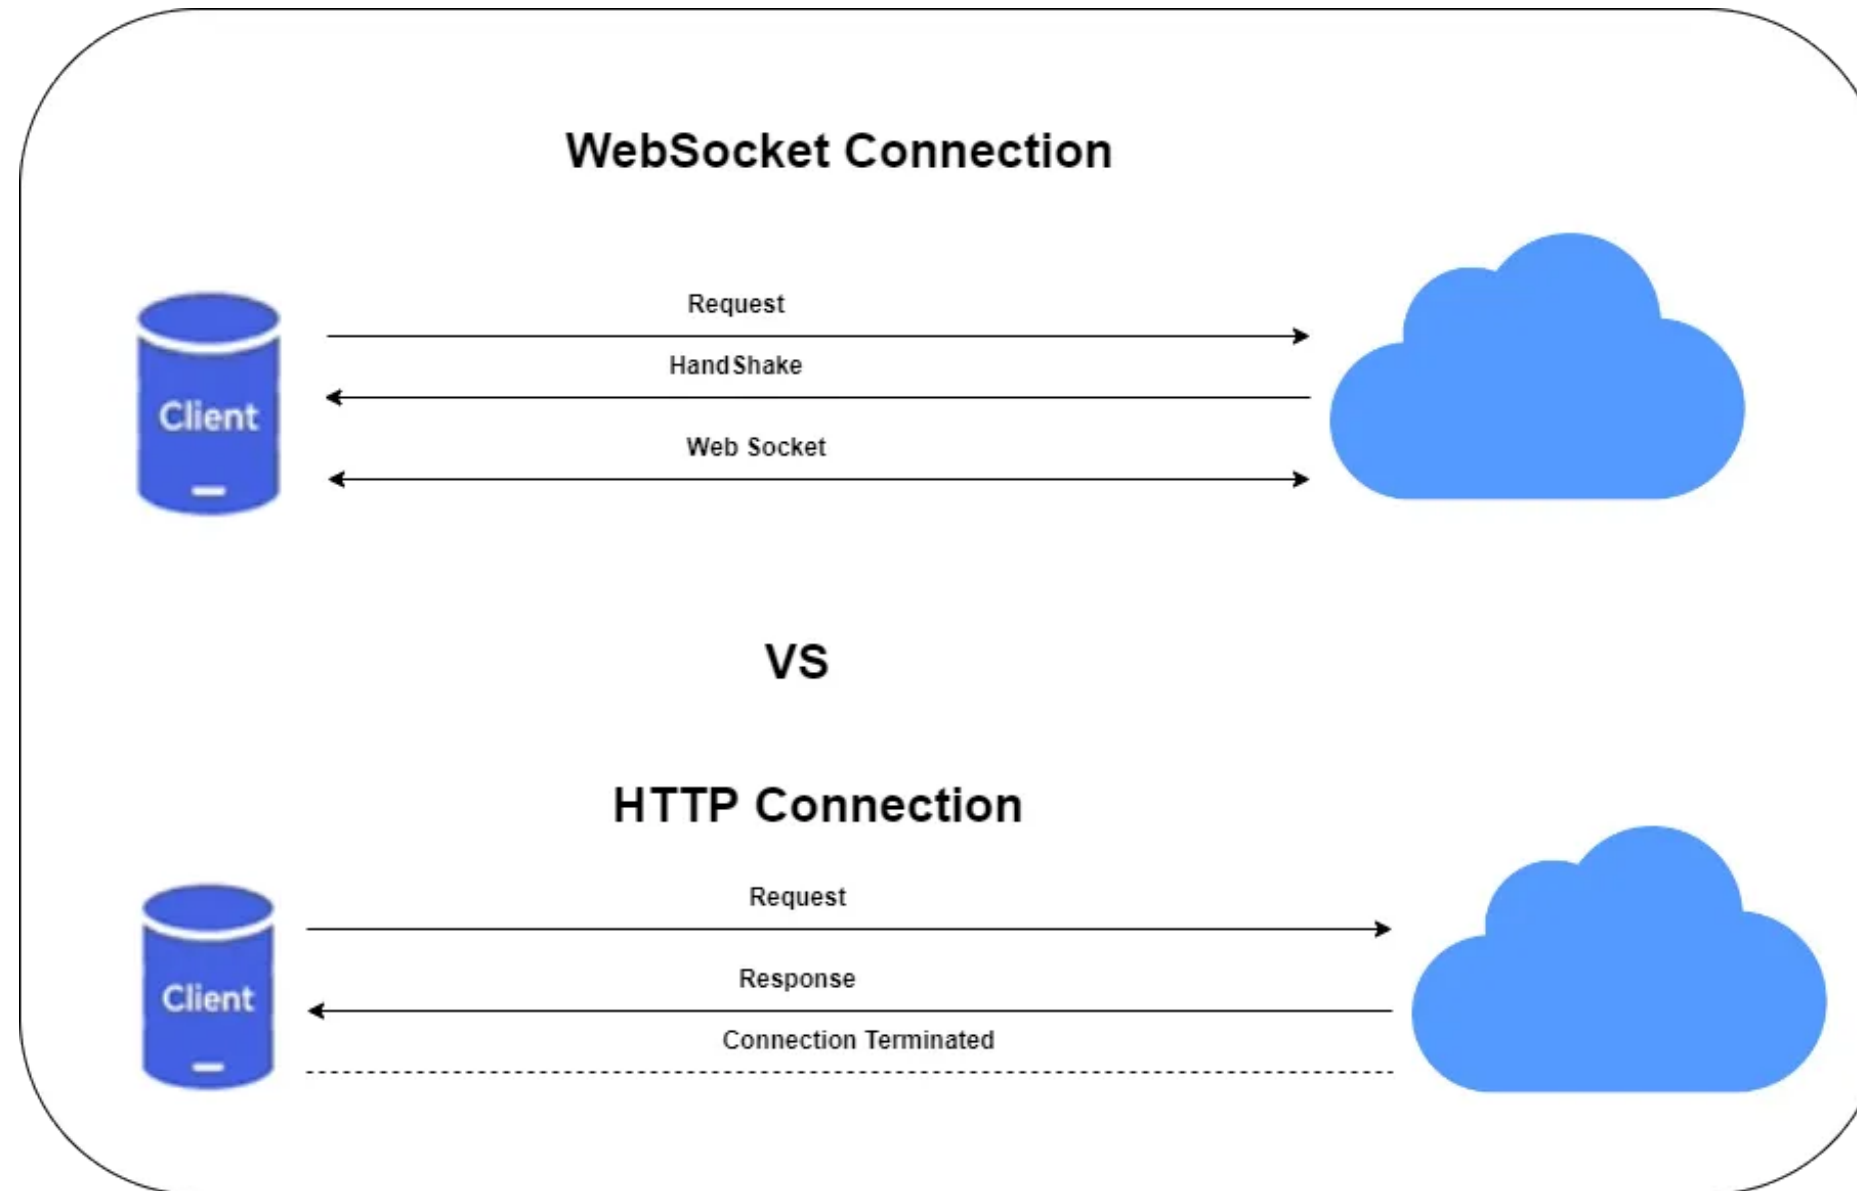 WebSocket Connection
Request
HandShake
Client
Web Socket
VS
HTTP Connection
Request
Response
Client
Connection Terminated